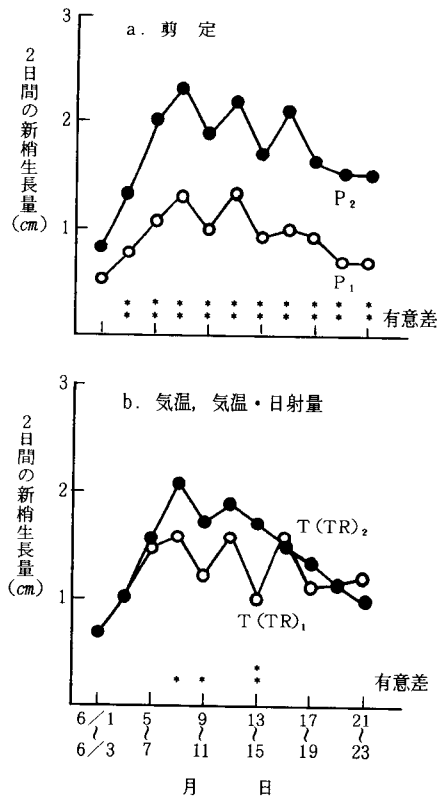 a. 剪 定
2日間の新梢生長量(cm)
3
2
1
P₂
P₁
* * * * * * * * * * 有意差
* * * * * * * * * *
b. 気温, 気温・日射量
2日間の新梢生長量(cm)
3
2
1
T(TR)₂
T(TR)₁
* * * 有意差
*
6/1 5 9 13 17 21
~ ~ ~ ~ ~ ~
6/3 7 11 15 19 23
月 日